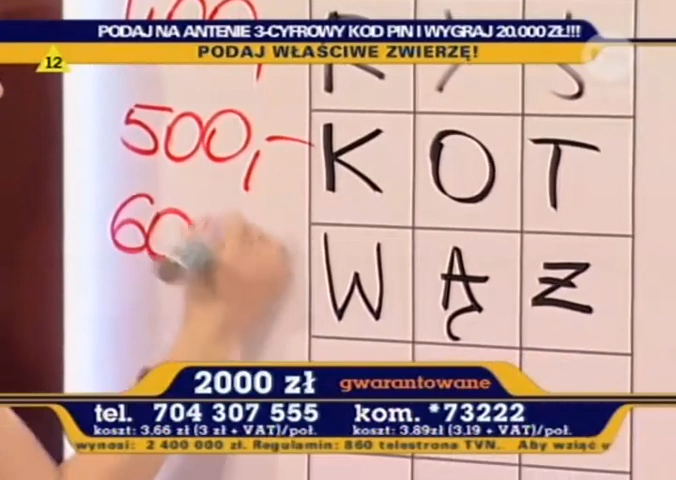 PODAJ NA ANTENIE 3-CYFROWY KOD PIN I WYGRAJ 20.000 ZŁ!!!
PODAJ WŁAŚCIWE ZWIERZĘ!
12
500,- KOT
WĄZ
2000 zł gwarantowane
tel. 704 307 555 kom. *73222
koszt: 3.66 zł (3 zł + VAT)/poł. koszt: 3.89zł (3.19 + VAT)/poł.
wynosi: 2 400 000 zł. Regulamin: 860 telestrona TVN. Aby wziąć